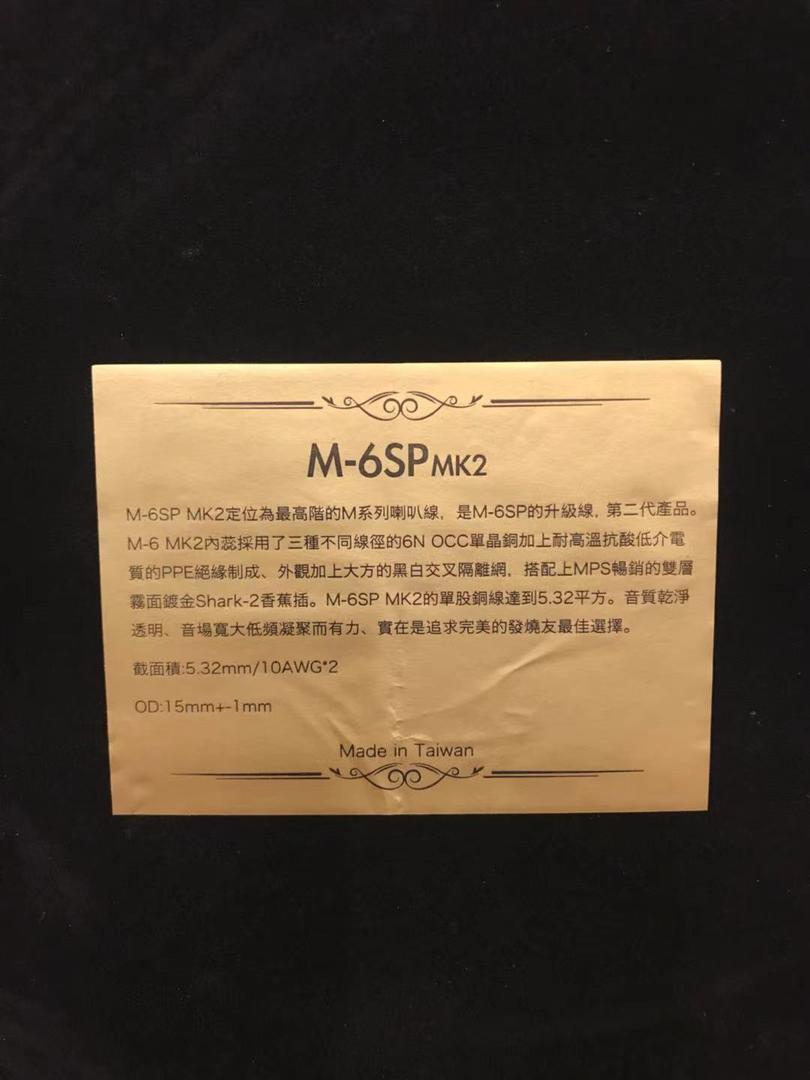 M-6SP MK2
M-6SP MK2定位為最高階的M系列喇叭線，是M-6SP的升級線，第二代產品。
M-6 MK2內蕊採用了三種不同線徑的6N OCC單晶銅加上耐高溫抗酸低介電
質的PPE絕緣制成、外觀加上大方的黑白交叉隔離網，搭配上MPS暢銷的雙層
霧面鍍金Shark-2香蕉插。M-6SP MK2的單股銅線達到5.32平方。音質乾淨
透明、音場寬大低頻凝聚而有力、實在是追求完美的發燒友最佳選擇。
截面積:5.32mm/10AWG*2
OD:15mm+-1mm
Made in Taiwan